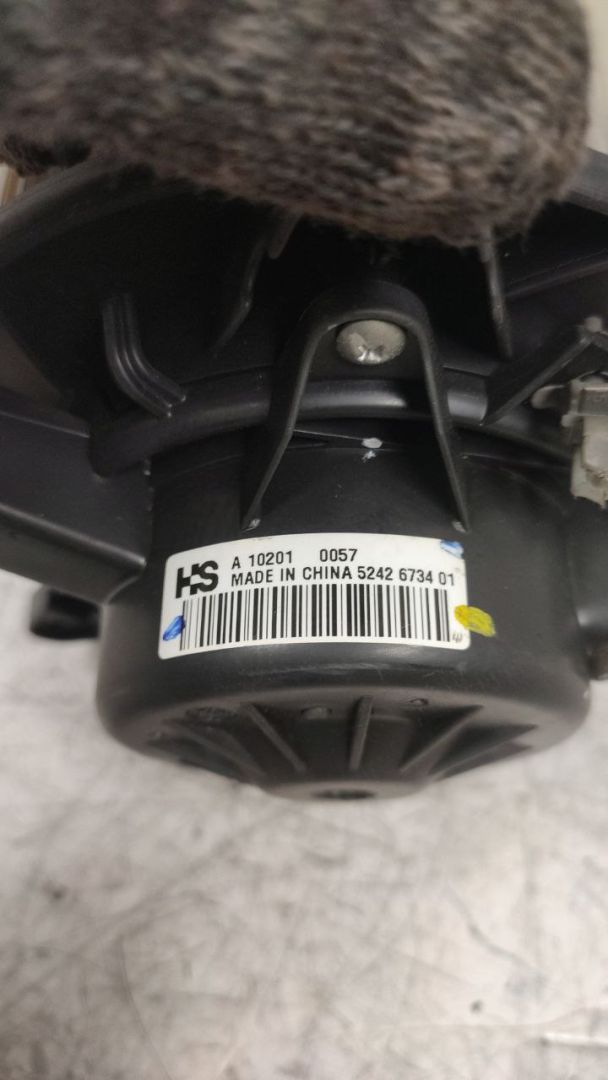 HS A 10201 0057
MADE IN CHINA 5242 6734 01